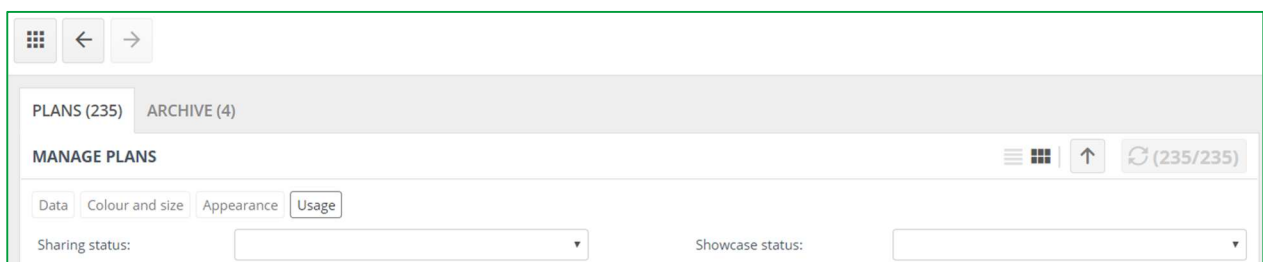 PLANS (235) ARCHIVE (4)
MANAGE PLANS (235/235)
Data Colour and size Appearance Usage
Sharing status: Showcase status: